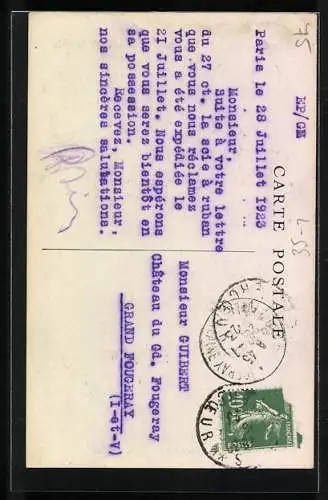 75
EP/GM
Paris le 28 Juillet 1923
Monsieur,
Suite à votre lettre
du 27 ct. la scie à ruban
que vous nous réclamez
vous a été expédiée le
21 Juillet. Nous espérons
que vous serez bientôt en
sa possession.
Recevez, Monsieur,
nos sincères salutations.
CARTE POSTALE
Monsieur GUIBERT
Château du Gd. Fougeray
GRAND FOUGERAY
(I-et-V)